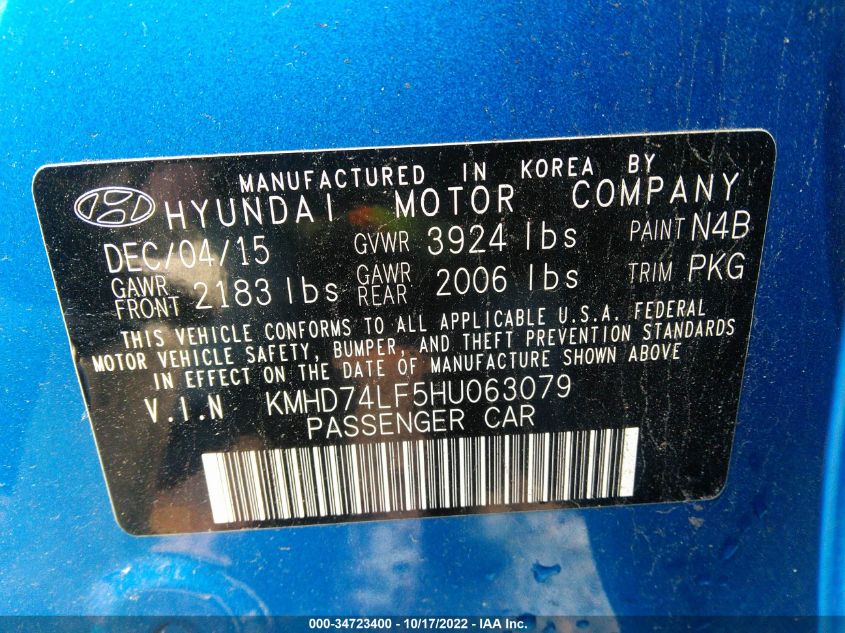 MANUFACTURED IN KOREA BY
HYUNDAI MOTOR COMPANY
DEC/04/15 GVWR 3924 lbs PAINT N4B
GAWR FRONT 2183 lbs GAWR REAR 2006 lbs TRIM PKG
THIS VEHICLE CONFORMS TO ALL APPLICABLE U.S.A. FEDERAL
MOTOR VEHICLE SAFETY, BUMPER, AND THEFT PREVENTION STANDARDS
IN EFFECT ON THE DATE OF MANUFACTURE SHOWN ABOVE
V.I.N KMHD74LF5HU063079
PASSENGER CAR
000-34723400 - 10/17/2022 - IAA Inc.